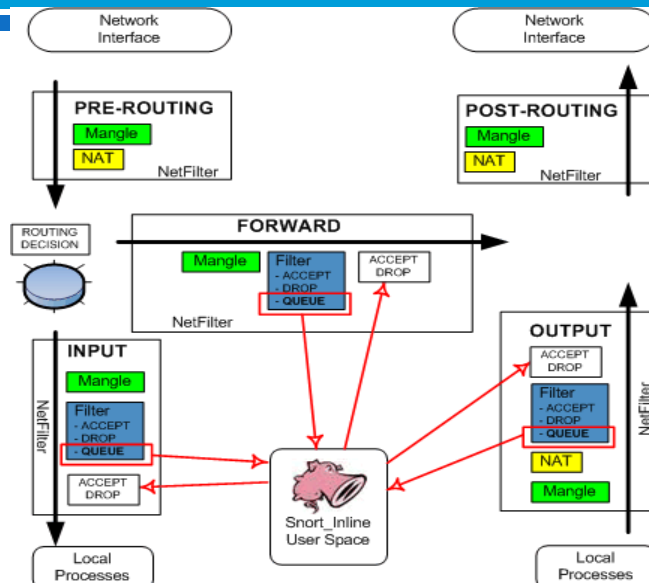 Network
Interface
Network
Interface
PRE-ROUTING
Mangle
NAT
NetFilter
POST-ROUTING
Mangle
NAT
NetFilter
ROUTING
DECISION
FORWARD
Mangle
Filter
- ACCEPT
- DROP
- QUEUE
ACCEPT
DROP
NetFilter
INPUT
Mangle
Filter
- ACCEPT
- DROP
- QUEUE
ACCEPT
DROP
NetFilter
Snort_Inline
User Space
OUTPUT
ACCEPT
DROP
Filter
- ACCEPT
- DROP
- QUEUE
NAT
Mangle
NetFilter
Local
Processes
Local
Processes